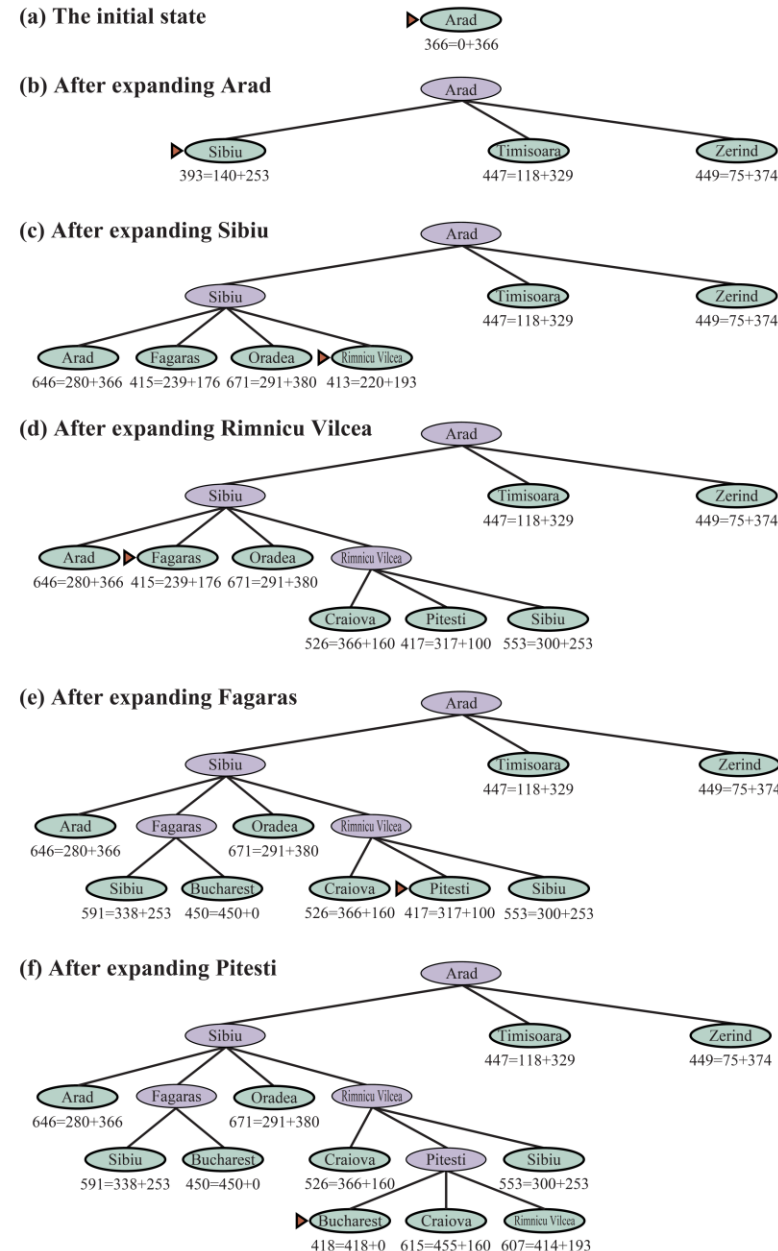 (a) The initial state
Arad
366=0+366
(b) After expanding Arad
Arad
Sibiu Timisoara Zerind
393=140+253 447=118+329 449=75+374
(c) After expanding Sibiu
Arad
Sibiu Timisoara Zerind
447=118+329 449=75+374
Arad Fagaras Oradea Rimnicu Vilcea
646=280+366 415=239+176 671=291+380 413=220+193
(d) After expanding Rimnicu Vilcea
Arad
Sibiu Timisoara Zerind
447=118+329 449=75+374
Arad Fagaras Oradea Rimnicu Vilcea
646=280+366 415=239+176 671=291+380
Craiova Pitesti Sibiu
526=366+160 417=317+100 553=300+253
(e) After expanding Fagaras
Arad
Sibiu Timisoara Zerind
447=118+329 449=75+374
Arad Fagaras Oradea Rimnicu Vilcea
646=280+366 671=291+380
Sibiu Bucharest Craiova Pitesti Sibiu
591=338+253 450=450+0 526=366+160 417=317+100 553=300+253
(f) After expanding Pitesti
Arad
Sibiu Timisoara Zerind
447=118+329 449=75+374
Arad Fagaras Oradea Rimnicu Vilcea
646=280+366 671=291+380
Sibiu Bucharest Craiova Pitesti Sibiu
591=338+253 450=450+0 526=366+160 553=300+253
Bucharest Craiova Rimnicu Vilcea
418=418+0 615=455+160 607=414+193